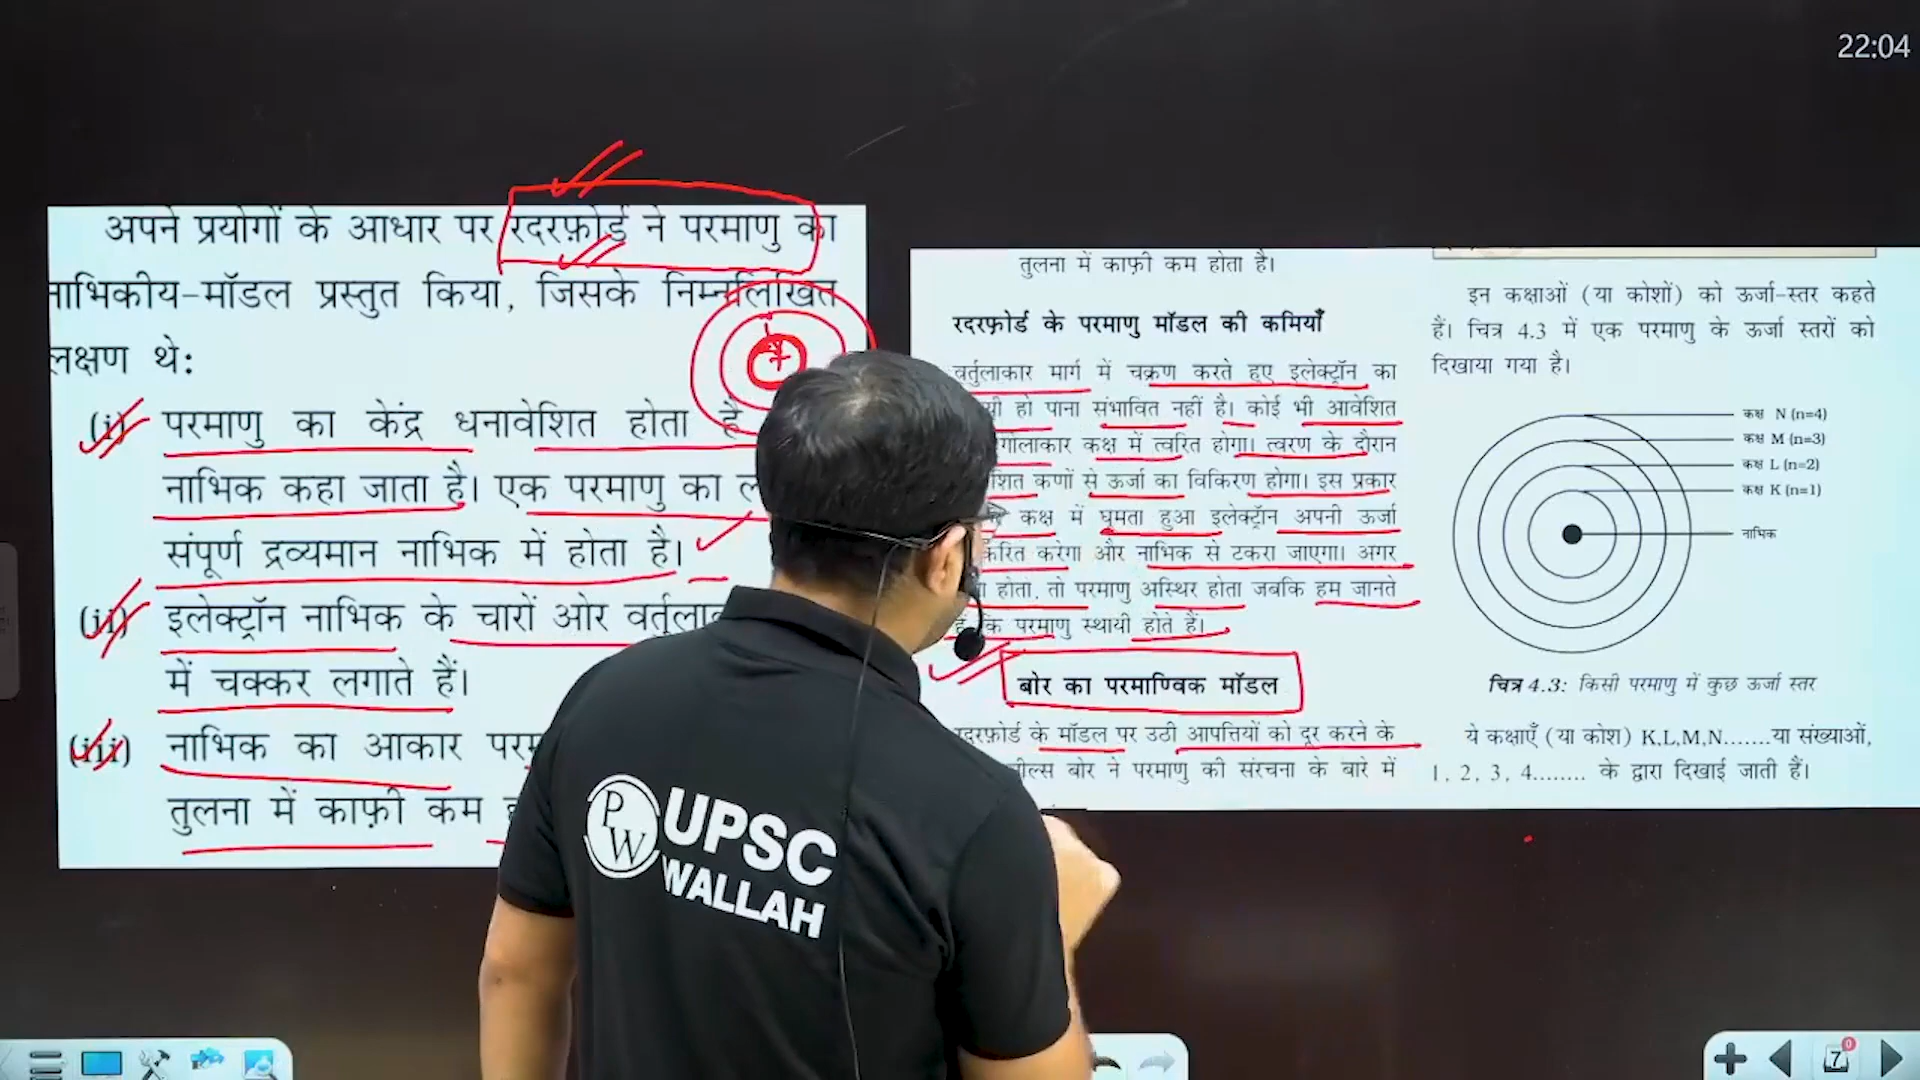 22:04
अपने प्रयोगों के आधार पर रदरफ़ोर्ड ने परमाणु का
नाभिकीय-मॉडल प्रस्तुत किया, जिसके निम्नलिखित
लक्षण थे:
(i) परमाणु का केंद्र धनावेशित होता है
नाभिक कहा जाता है। एक परमाणु का
संपूर्ण द्रव्यमान नाभिक में होता है।
(ii) इलेक्ट्रॉन नाभिक के चारों ओर
में चक्कर लगाते हैं।
(iii) नाभिक का आकार
तुलना में काफ़ी कम
+
तुलना में काफ़ी कम होता है।
रदरफ़ोर्ड के परमाणु मॉडल की कमियाँ
वर्तुलाकार मार्ग में चक्रण करते हुए इलेक्ट्रॉन का
हो पाना संभावित नहीं है। कोई भी आवेशित
गोलाकार कक्ष में त्वरित होगा। त्वरण के दौरान
कणों से ऊर्जा का विकिरण होगा। इस प्रकार
कक्ष में घूमता हुआ इलेक्ट्रॉन अपनी ऊर्जा
करेगा और नाभिक से टकरा जाएगा। अगर
होता, तो परमाणु अस्थिर होता जबकि हम जानते
हैं कि परमाणु स्थायी होते हैं।
बोर का परमाण्विक मॉडल
रदरफ़ोर्ड के मॉडल पर उठी आपत्तियों को दूर करने के
बोर ने परमाणु की संरचना के बारे में
इन कक्षाओं (या कोशों) को ऊर्जा-स्तर कहते
हैं। चित्र 4.3 में एक परमाणु के ऊर्जा स्तरों को
दिखाया गया है।
कक्ष N (n=4)
कक्ष M (n=3)
कक्ष L (n=2)
कक्ष K (n=1)
नाभिक
चित्र 4.3: किसी परमाणु में कुछ ऊर्जा स्तर
ये कक्षाएँ (या कोश) K,L,M,N.......या संख्याओं,
1, 2, 3, 4........ के द्वारा दिखाई जाती हैं।
PW UPSC
WALLAH
7
0